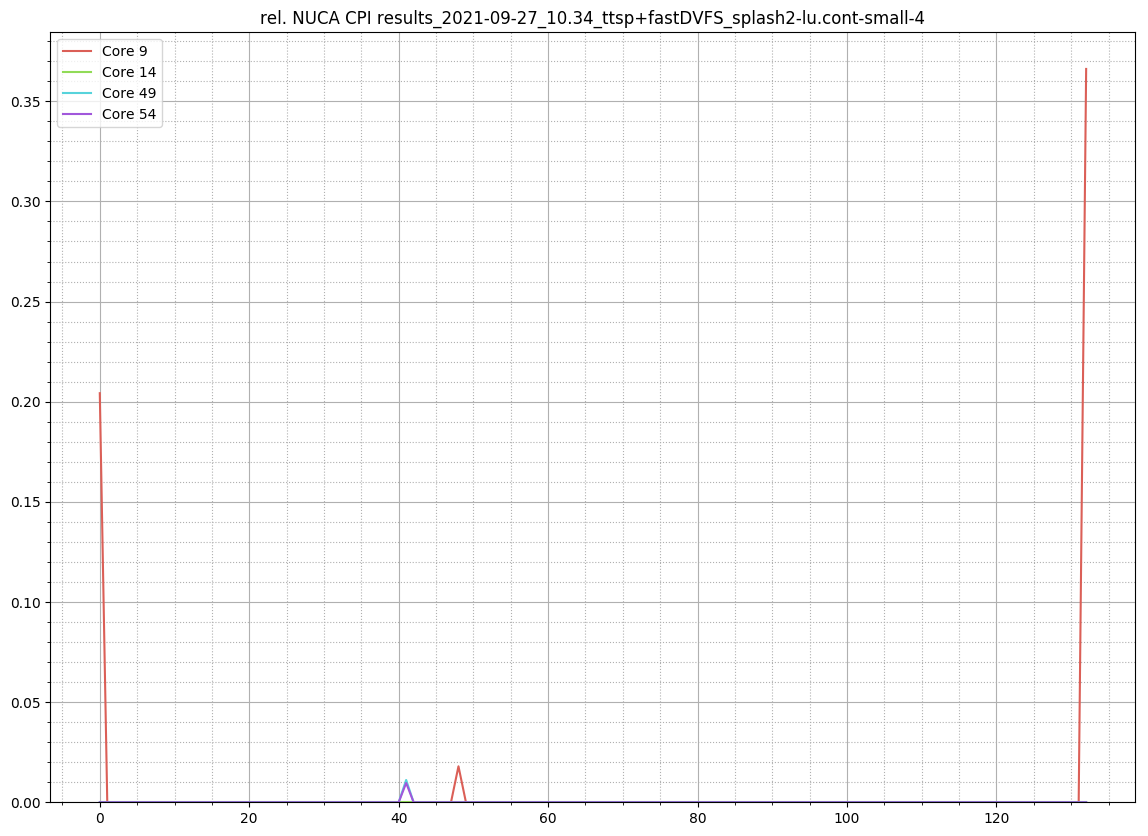 rel. NUCA CPI results_2021-09-27_10.34_ttsp+fastDVFS_splash2-lu.cont-small-4
Core 9
Core 14
Core 49
Core 54
0.35
0.30
0.25
0.20
0.15
0.10
0.05
0.00
0 20 40 60 80 100 120